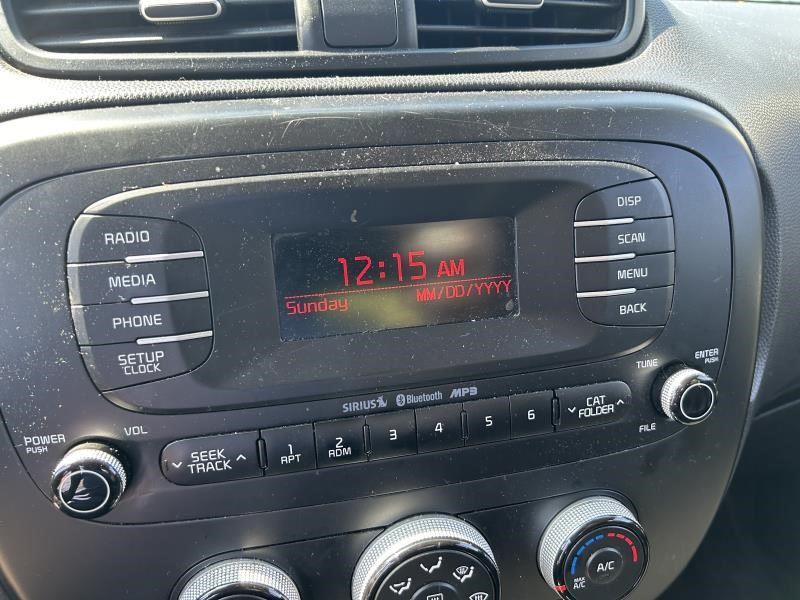 DISP
RADIO
SCAN
12:15 AM
MEDIA
MENU
Sunday MM/DD/YYYY
PHONE
BACK
SETUP
CLOCK
SIRIUS Bluetooth MP3
TUNE
ENTER
PUSH
POWER
PUSH
VOL
SEEK
TRACK
1
RPT
2
RDM
3
4
5
6
CAT
FOLDER
FILE
MAX
A/C
A/C